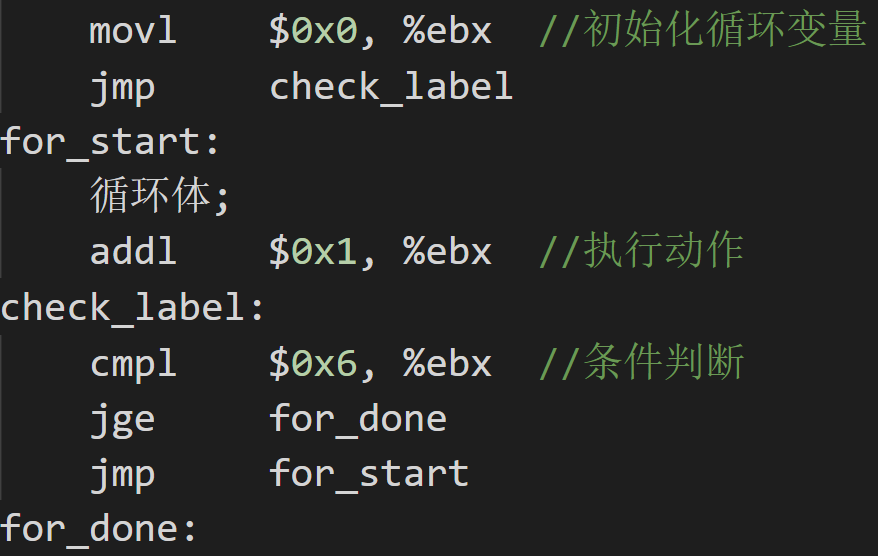 movl $0x0, %ebx //初始化循环变量
jmp check_label
for_start:
循环体;
addl $0x1, %ebx //执行动作
check_label:
cmpl $0x6, %ebx //条件判断
jge for_done
jmp for_start
for_done: